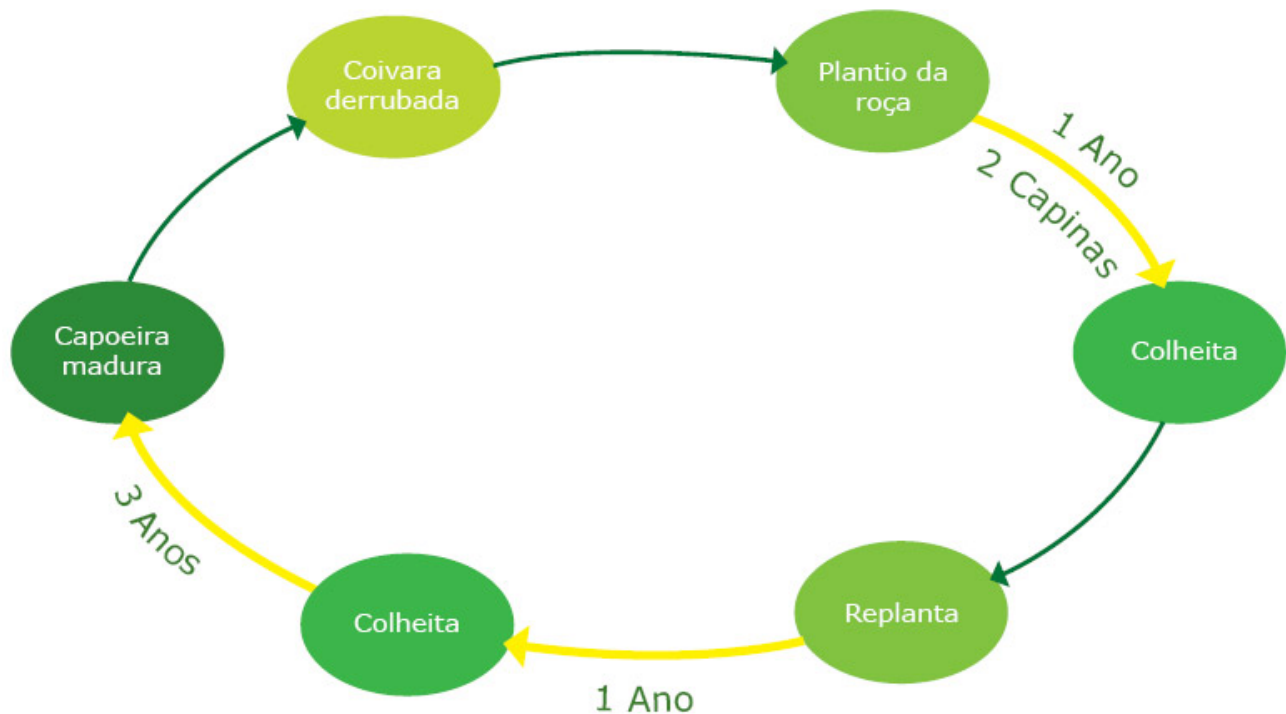 Coivara
derrubada
Plantio da
roça
1 Ano
2 Capinas
Colheita
Replanta
1 Ano
Colheita
3 Anos
Capoeira
madura